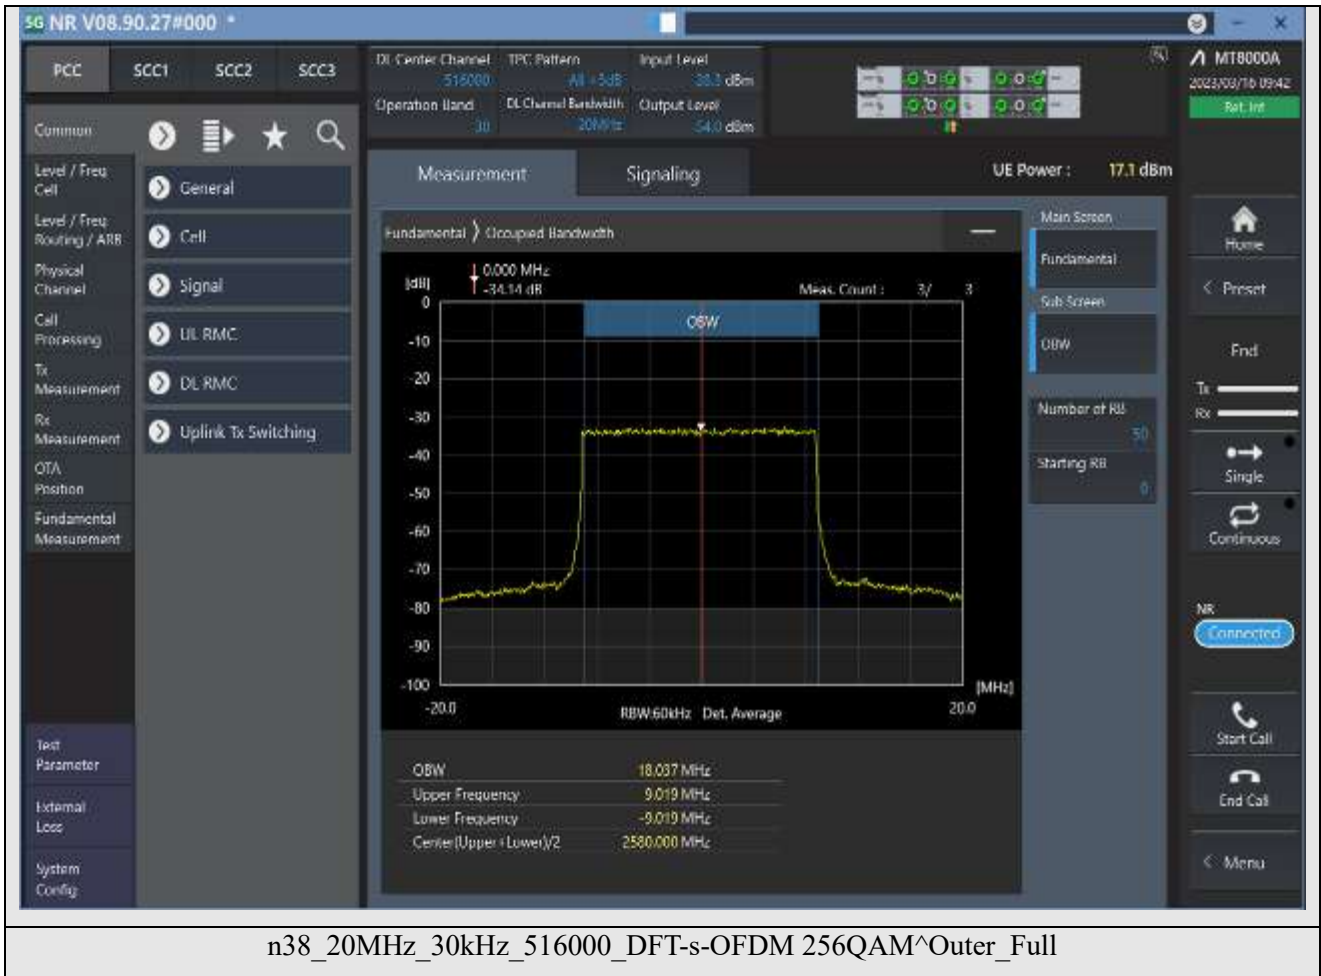 SG NR V08.90.27#000 *
PCC SCC1 SCC2 SCC3
DL Center Channel TPC Pattern Input Level
516000 All +3dB 28.3 dBm
Operation Band DL Channel Bandwidth Output Level
20MHz -54.0 dBm
MT8000A
2023/03/16 09:42
Ref. Int
Common
Level / Freq
Cell
Level / Freq
Routing / ARB
Physical
Channel
Call
Processing
Tx
Measurement
Rx
Measurement
OTA
Position
Fundamental
Measurement
Test
Parameter
External
Loss
System
Config
General
Cell
Signal
UL RMC
DL RMC
Uplink Tx Switching
Measurement Signaling
UE Power : 17.1 dBm
Fundamental Occupied Bandwidth
[dB]
0.000 MHz
-34.14 dB
Meas. Count : 3/ 3
OBW
0
-10
-20
-30
-40
-50
-60
-70
-80
-90
-100
-20.0 20.0
[MHz]
RBW:60kHz Det. Average
OBW 18.037 MHz
Upper Frequency 9.019 MHz
Lower Frequency -9.019 MHz
Center(Upper+Lower)/2 2580.000 MHz
Main Screen
Fundamental
Sub Screen
OBW
Number of RB
50
Starting RB
0
Home
< Preset
End
Tx
Rx
Single
Continuous
NR
Connected
Start Call
End Call
< Menu
n38_20MHz_30kHz_516000_DFT-s-OFDM 256QAM^Outer_Full